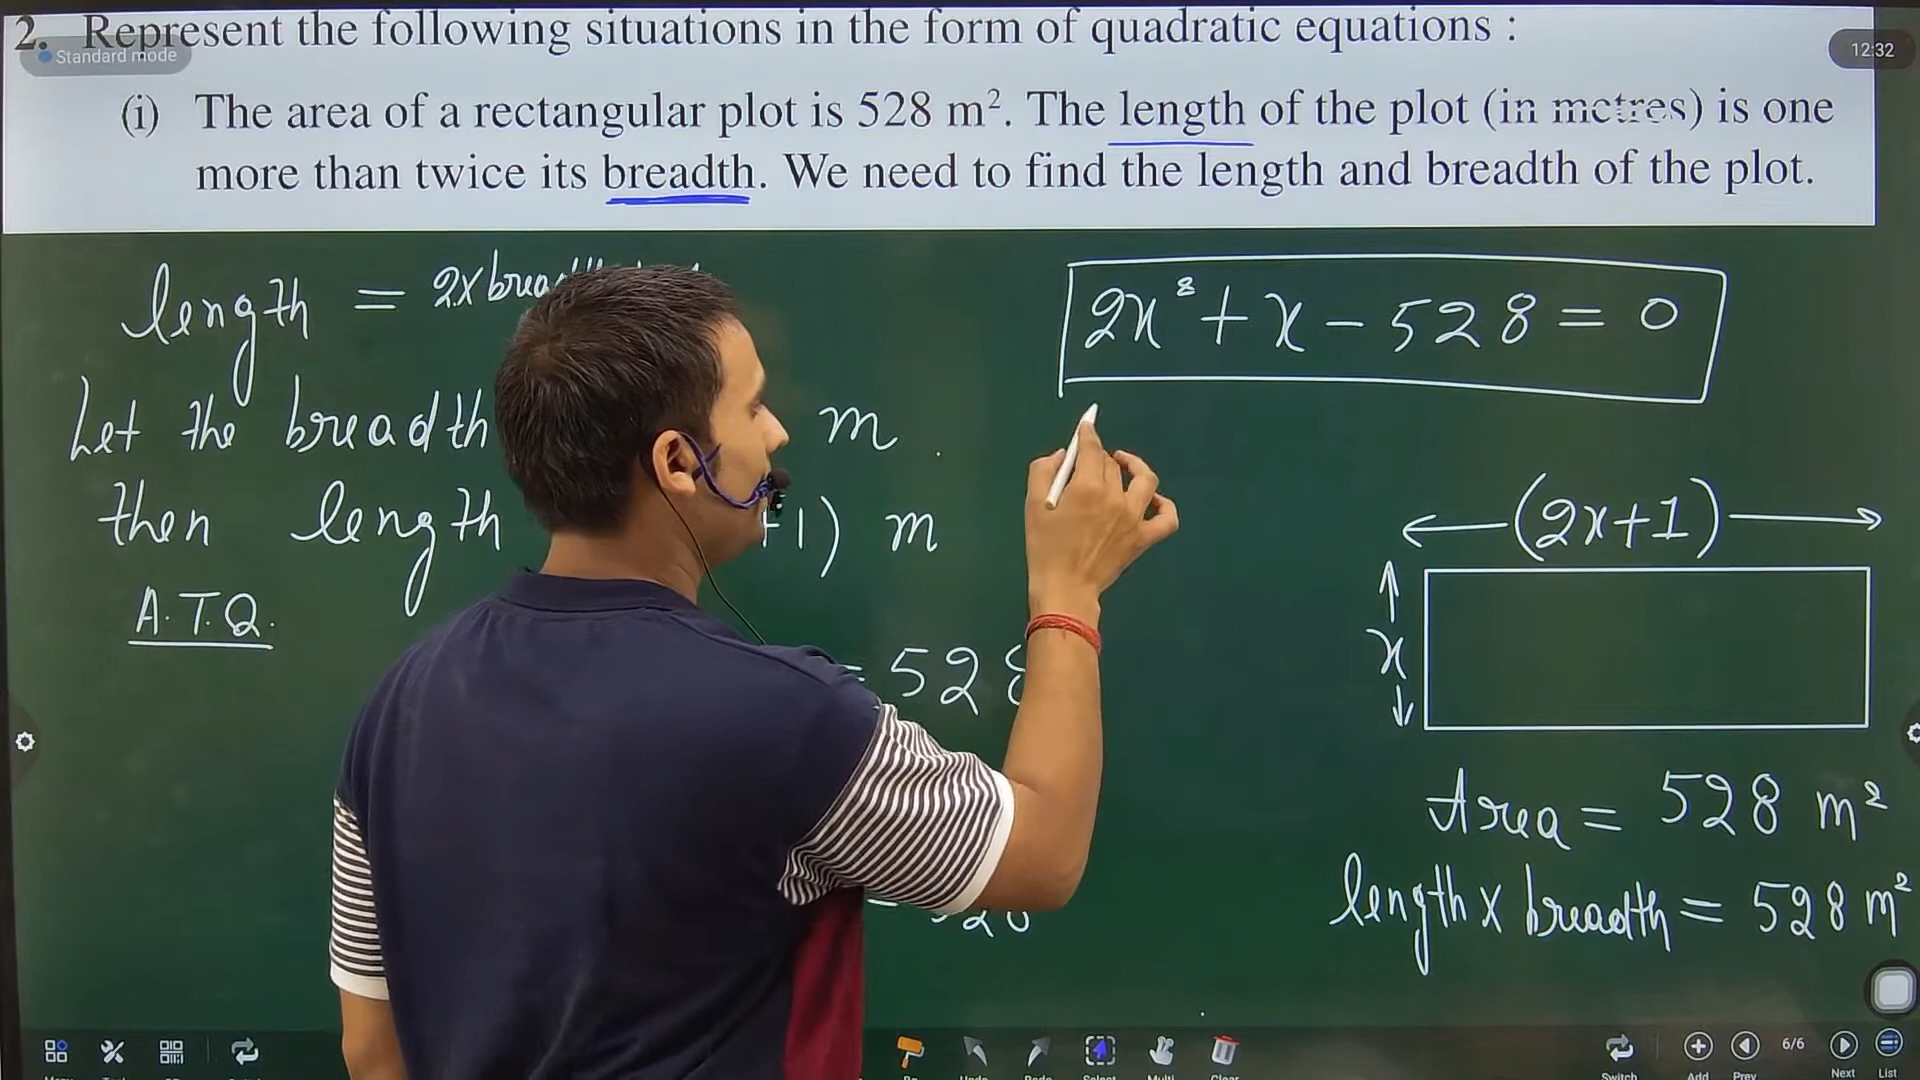 2. Represent the following situations in the form of quadratic equations :
Standard mode
12:32
(i) The area of a rectangular plot is 528 m². The length of the plot (in metres) is one
more than twice its breadth. We need to find the length and breadth of the plot.
length = 2x
Let the breadth m .
then length +1) m
A.T.Q.
= 528
2x² + x - 528 = 0
(2x+1)
x
Area = 528 m²
length x breadth = 528 m²
6/6
Switch Add Prev Next List